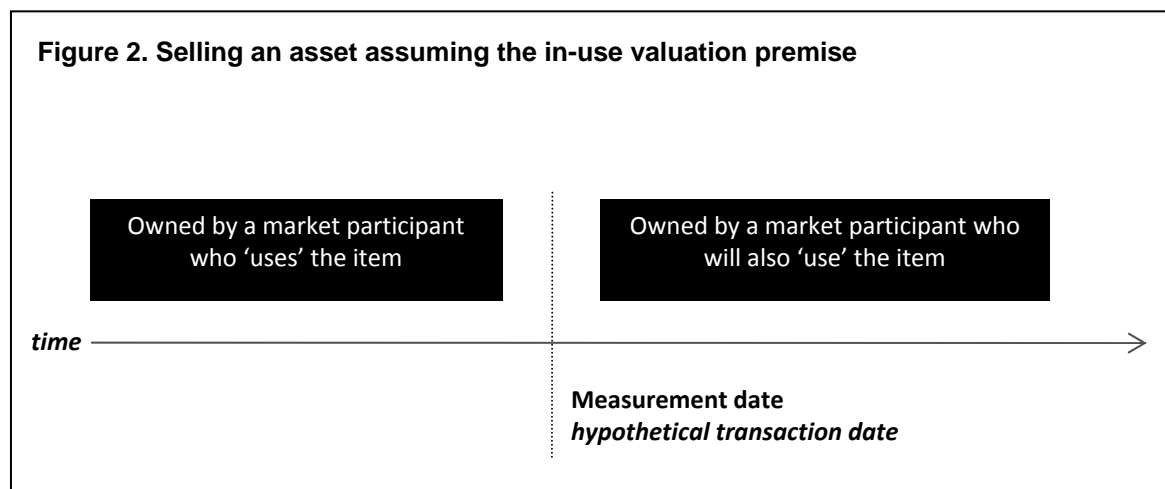 Figure 2. Selling an asset assuming the in-use valuation premise
Owned by a market participant
who ‘uses’ the item
Owned by a market participant who
will also ‘use’ the item
time
Measurement date
hypothetical transaction date